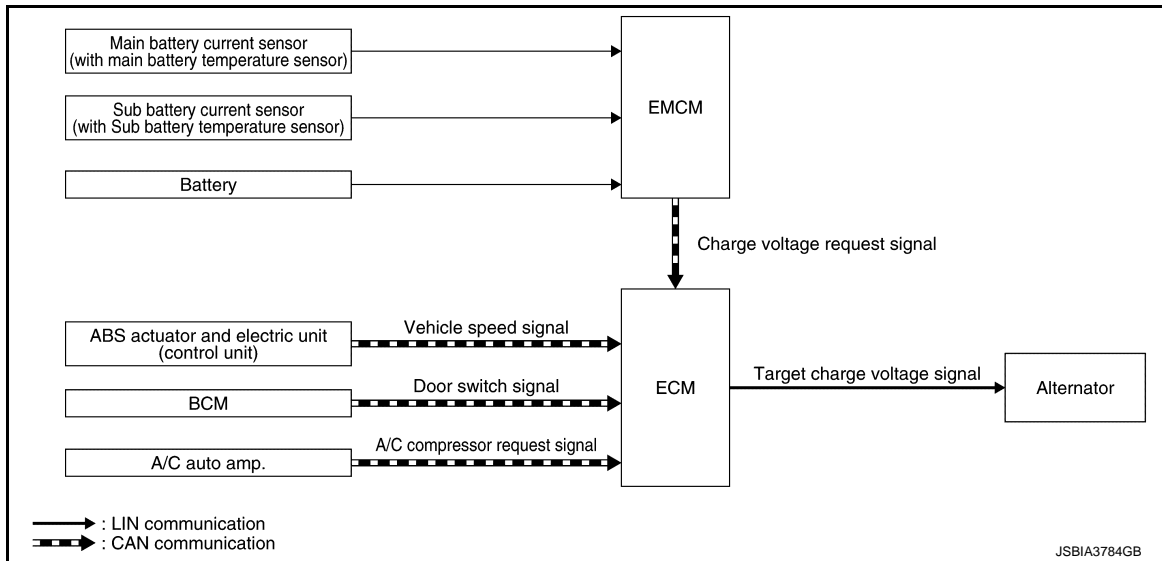 Main battery current sensor
(with main battery temperature sensor)
Sub battery current sensor
(with Sub battery temperature sensor)
Battery
EMCM
Charge voltage request signal
ABS actuator and electric unit
(control unit)
Vehicle speed signal
BCM
Door switch signal
A/C auto amp.
A/C compressor request signal
ECM
Target charge voltage signal
Alternator
: LIN communication
: CAN communication
JSBIA3784GB